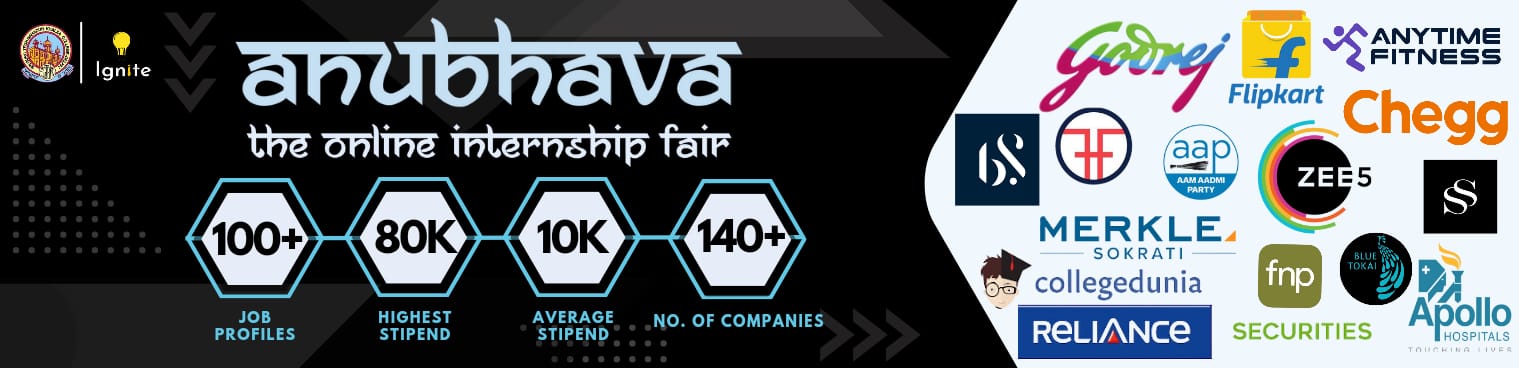 Ignite
anubhava
the online internship fair
100+
80K
10K
140+
JOB
PROFILES
HIGHEST
STIPEND
AVERAGE
STIPEND
NO. OF COMPANIES
Godrej
Flipkart
ANYTIME
FITNESS
Chegg
bs.
aap
AAM AADMI
PARTY
ZEE5
SS
MERKLE
SOKRATI
collegedunia
fnp
BLUE
TOKAI
Apollo
HOSPITALS
TOUCHING LIVES
RELIANCE
SECURITIES